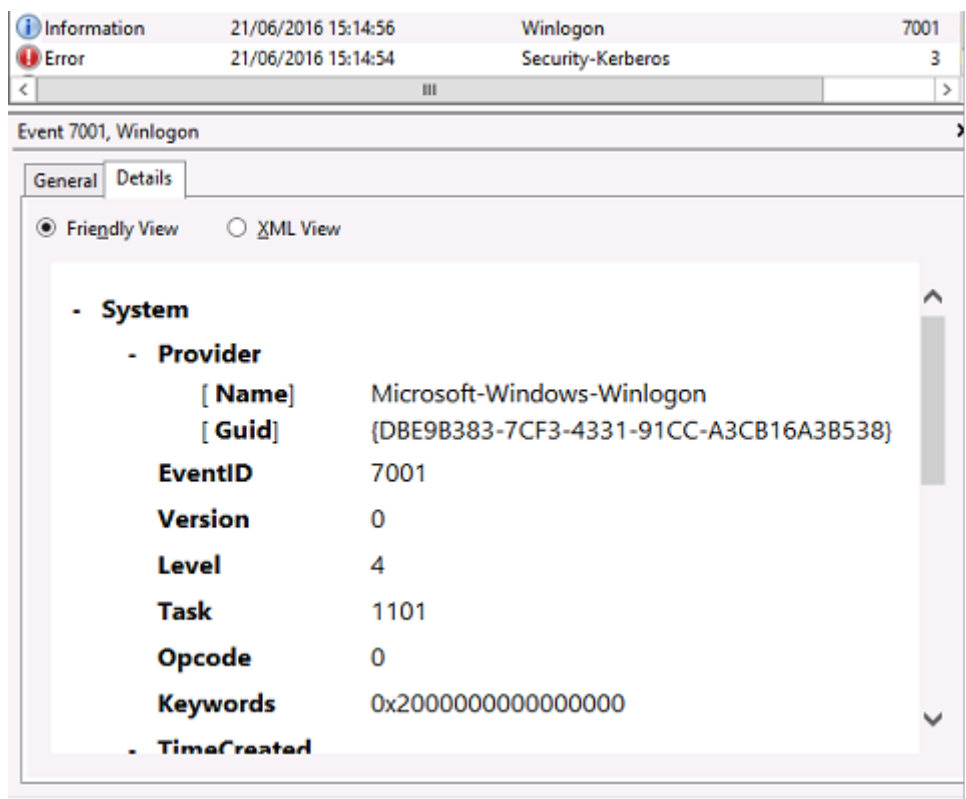 Information 21/06/2016 15:14:56 Winlogon 7001
Error 21/06/2016 15:14:54 Security-Kerberos 3
Event 7001, Winlogon
General Details
Friendly View XML View
- System
- Provider
[ Name] Microsoft-Windows-Winlogon
[ Guid] {DBE9B383-7CF3-4331-91CC-A3CB16A3B538}
EventID 7001
Version 0
Level 4
Task 1101
Opcode 0
Keywords 0x2000000000000000
- TimeCreated